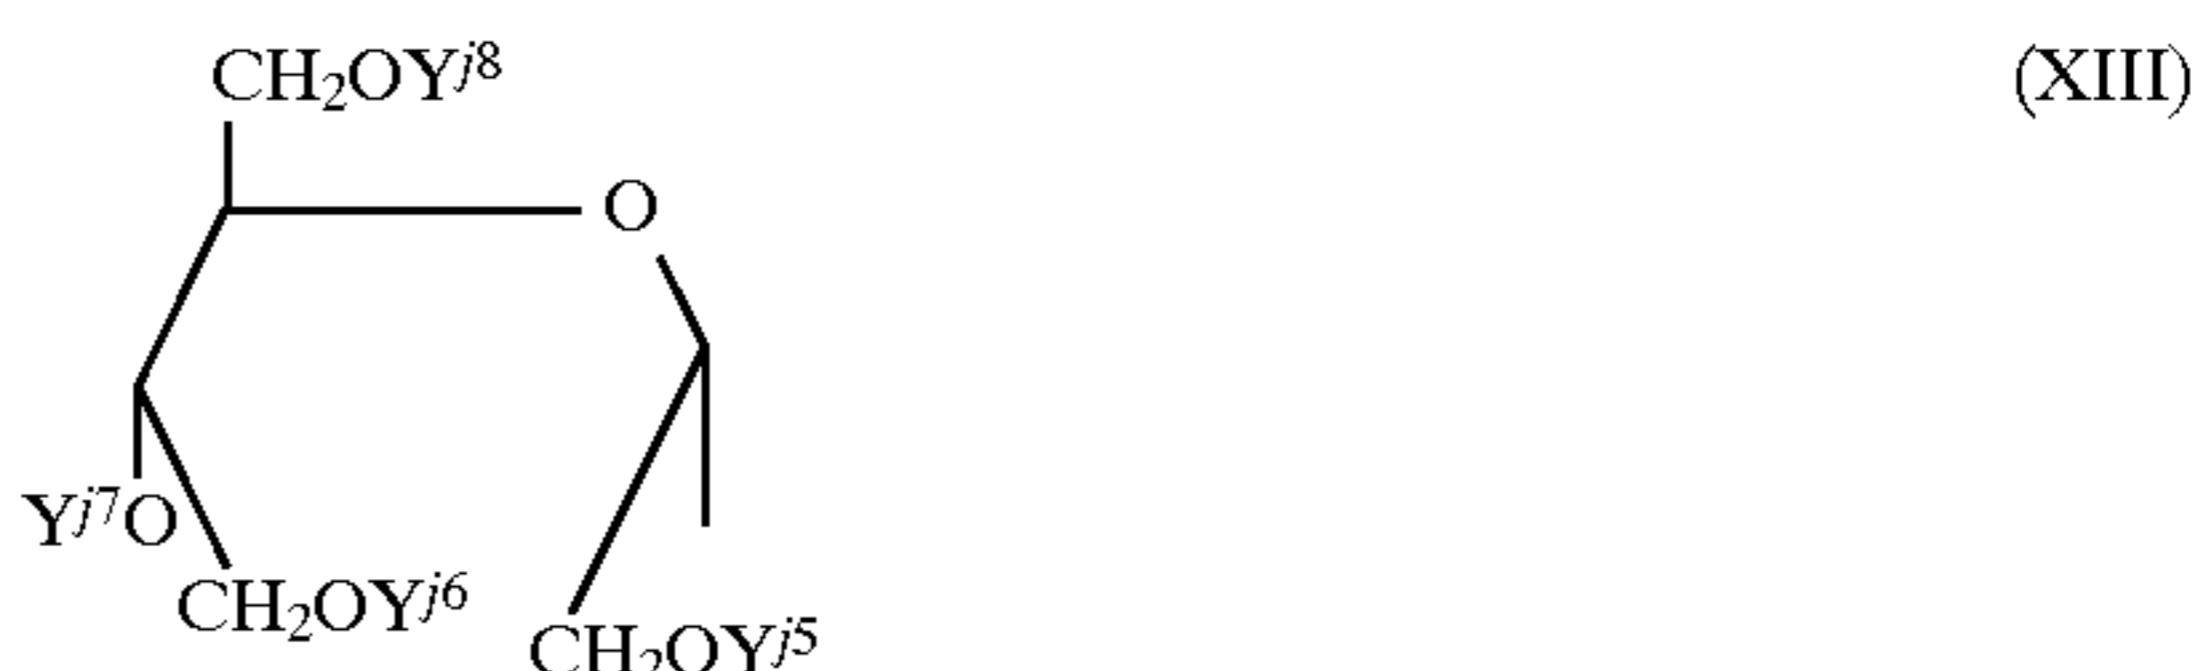 CH₂OYʲ⁸ (XIII)
O
Yʲ⁷O
CH₂OYʲ⁶
CH₂OYʲ⁵